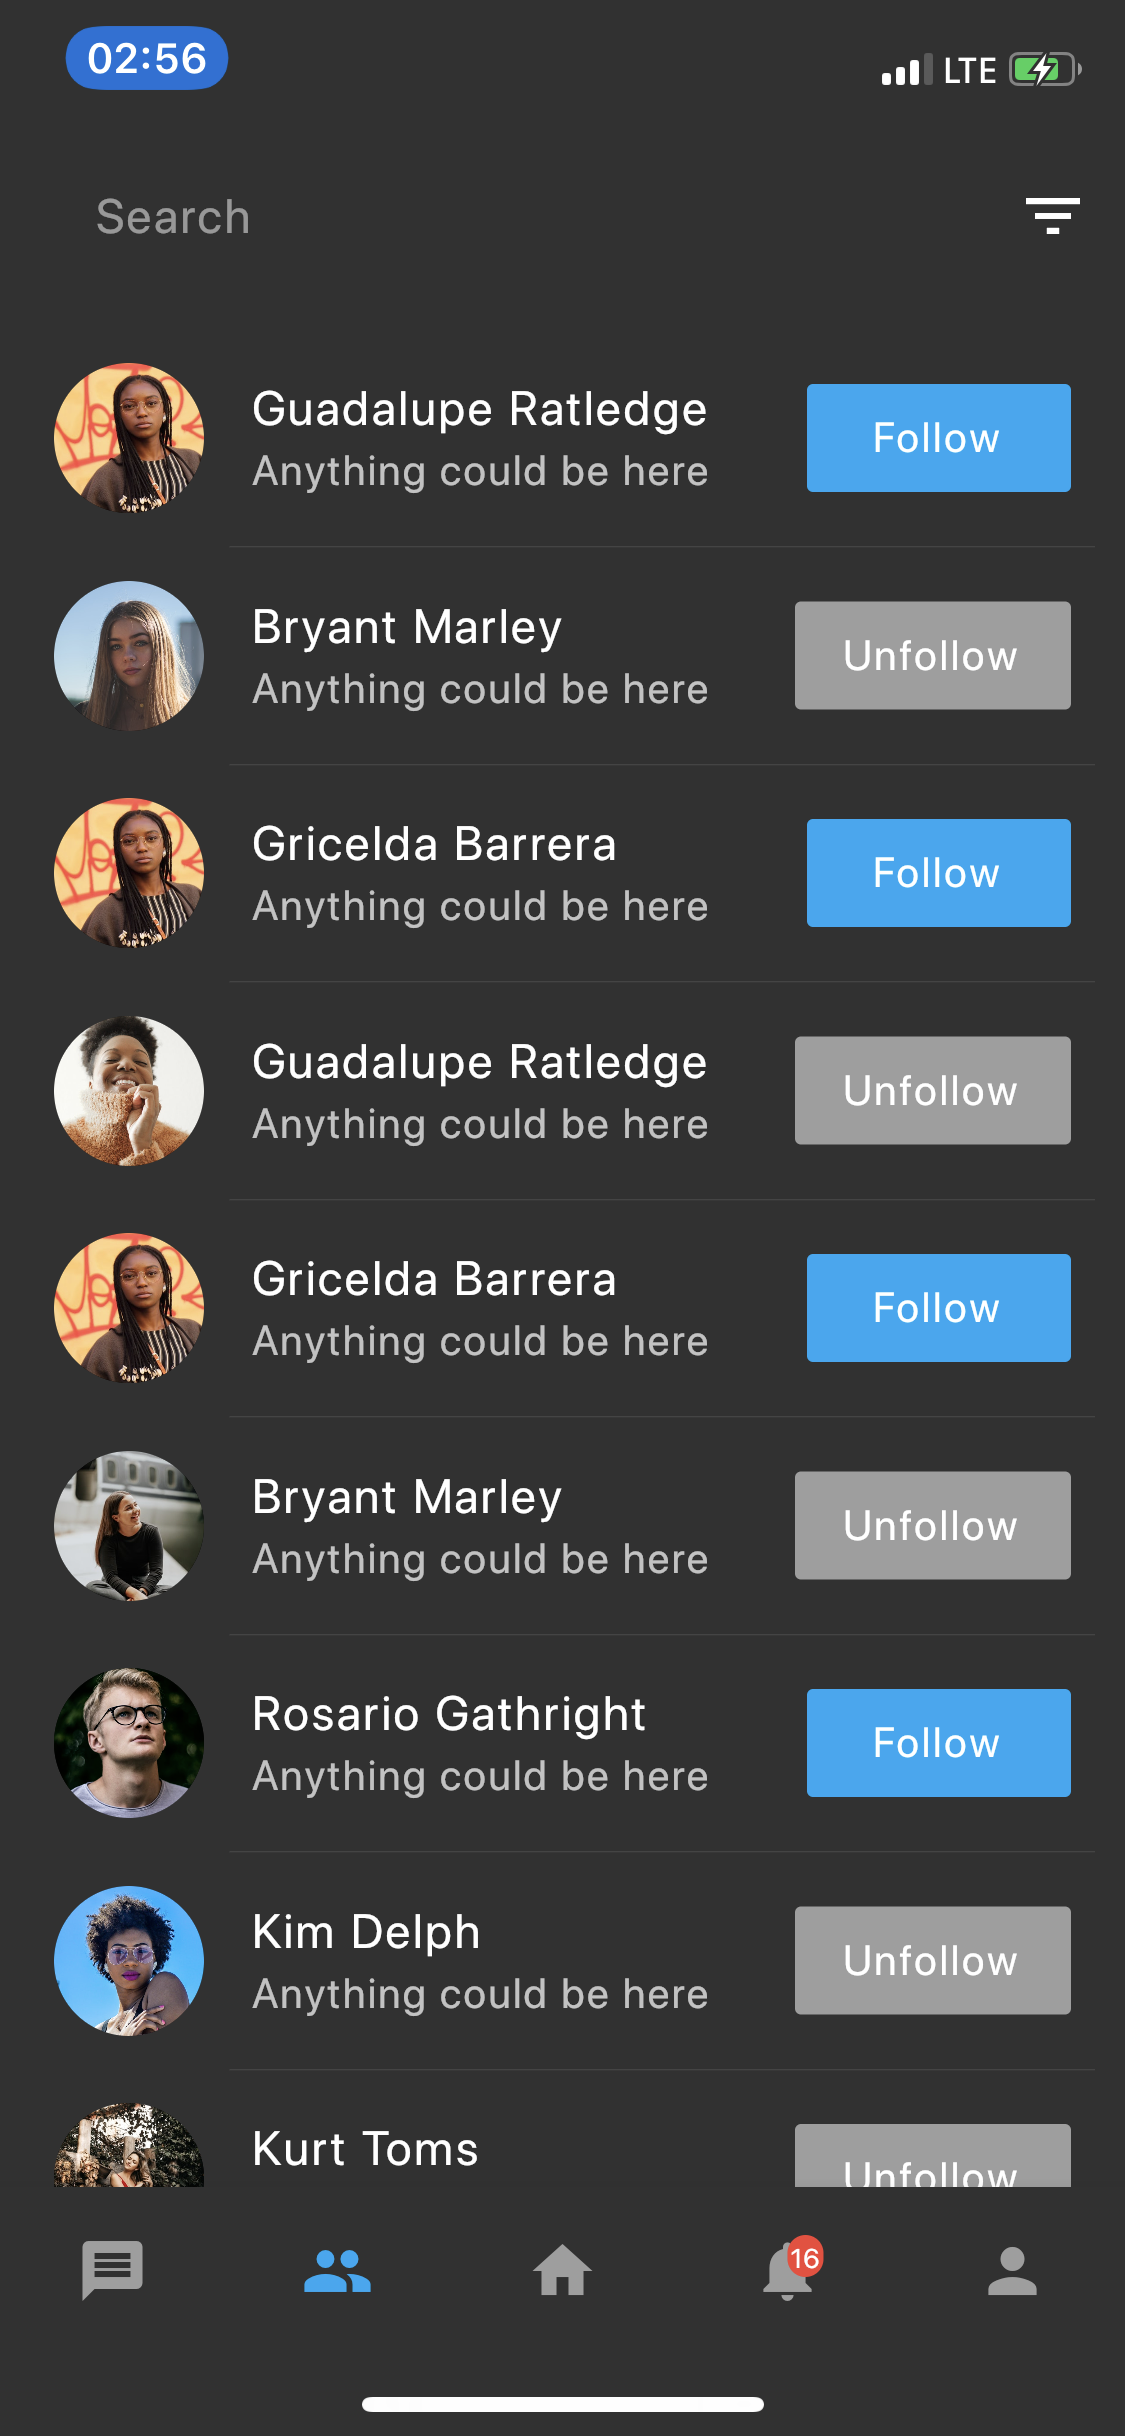 02:56
LTE
Search
Guadalupe Ratledge
Anything could be here
Follow
Bryant Marley
Anything could be here
Unfollow
Gricelda Barrera
Anything could be here
Follow
Guadalupe Ratledge
Anything could be here
Unfollow
Gricelda Barrera
Anything could be here
Follow
Bryant Marley
Anything could be here
Unfollow
Rosario Gathright
Anything could be here
Follow
Kim Delph
Anything could be here
Unfollow
Kurt Toms
Unfollow
16